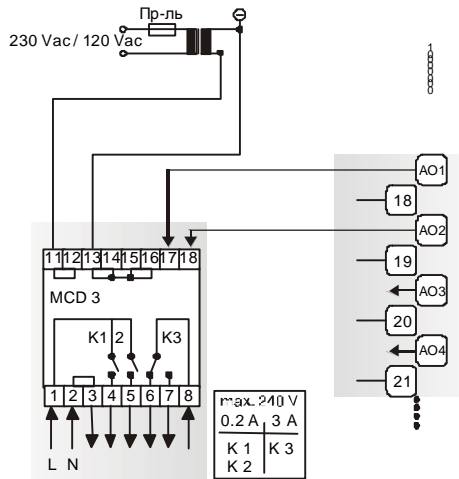 Пр-ль
230 Vac / 120 Vac
AO1
18
AO2
11 12 13 14 15 16 17 18
19
MCD 3
AO3
K1 2 K3
20
AO4
1 2 3 4 5 6 7 8
21
max. 240 V
0.2 A 3 A
L N
K 1 K 3
K 2